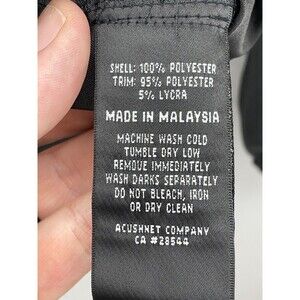 SHELL: 100% POLYESTER
TRIM: 95% POLYESTER
5% LYCRA
MADE IN MALAYSIA
MACHINE WASH COLD
TUMBLE DRY LOW
REMOVE IMMEDIATELY
WASH DARKS SEPARATELY
DO NOT BLEACH, IRON
OR DRY CLEAN
ACUSHNET COMPANY
CA #28544